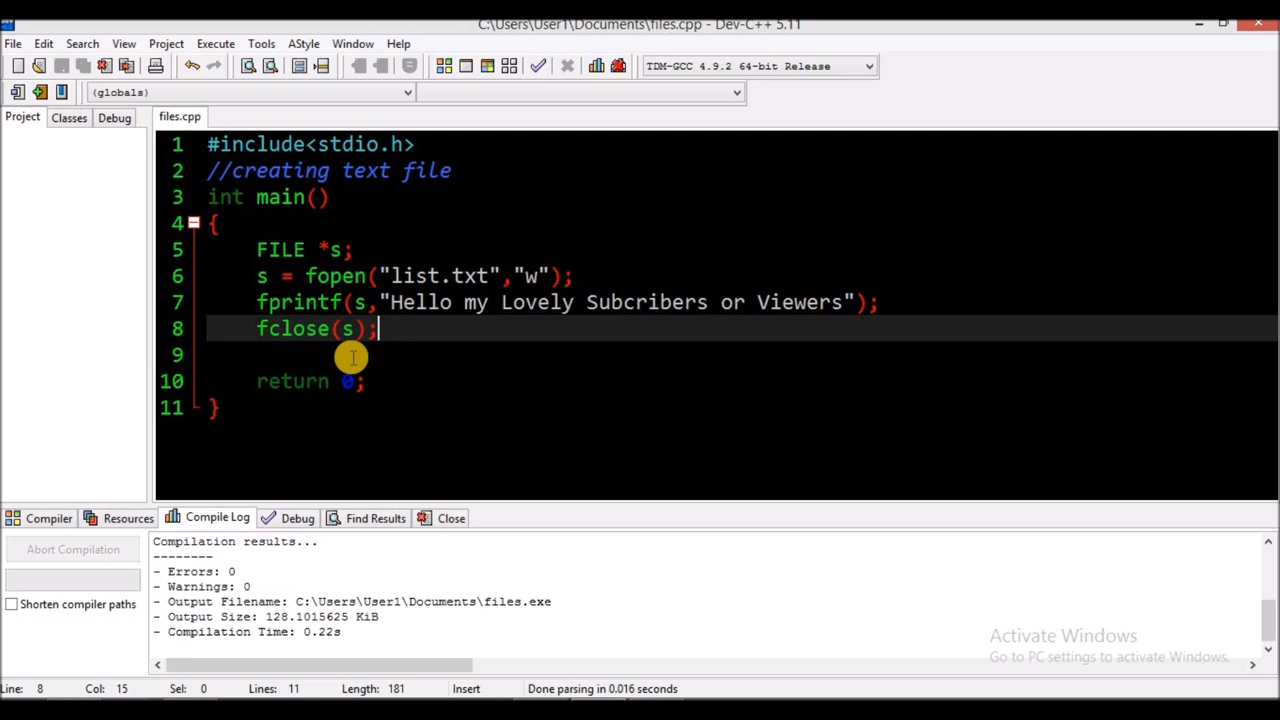 C:\Users\User1\Documents\files.cpp - Dev-C++ 5.11
File Edit Search View Project Execute Tools AStyle Window Help
TDM-GCC 4.9.2 64-bit Release
(globals)
Project Classes Debug files.cpp
1 #include<stdio.h>
2 //creating text file
3 int main()
4 {
5 FILE *s;
6 s = fopen("list.txt","w");
7 fprintf(s,"Hello my Lovely Subcribers or Viewers");
8 fclose(s);
9
10 return 0;
11 }
Compiler Resources Compile Log Debug Find Results Close
Abort Compilation
Shorten compiler paths
Compilation results...
--------
- Errors: 0
- Warnings: 0
- Output Filename: C:\Users\User1\Documents\files.exe
- Output Size: 128.1015625 KiB
- Compilation Time: 0.22s
Activate Windows
Go to PC settings to activate Windows.
Line: 8 Col: 15 Sel: 0 Lines: 11 Length: 181 Insert Done parsing in 0.016 seconds